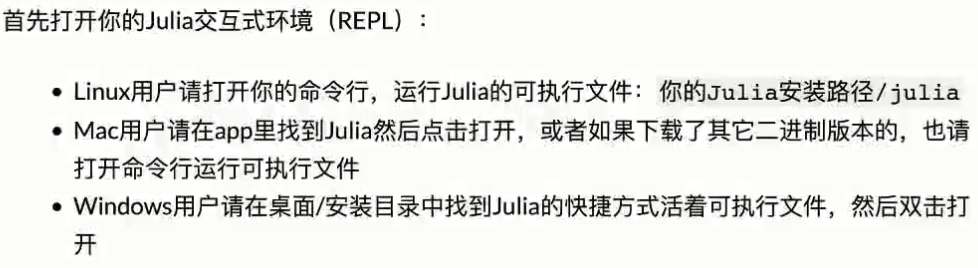 首先打开你的Julia交互式环境（REPL）：
• Linux用户请打开你的命令行，运行Julia的可执行文件： 你的Julia安装路径/julia
• Mac用户请在app里找到Julia然后点击打开，或者如果下载了其它二进制版本的，也请
打开命令行运行可执行文件
• Windows用户请在桌面/安装目录中找到Julia的快捷方式活着可执行文件，然后双击打
开